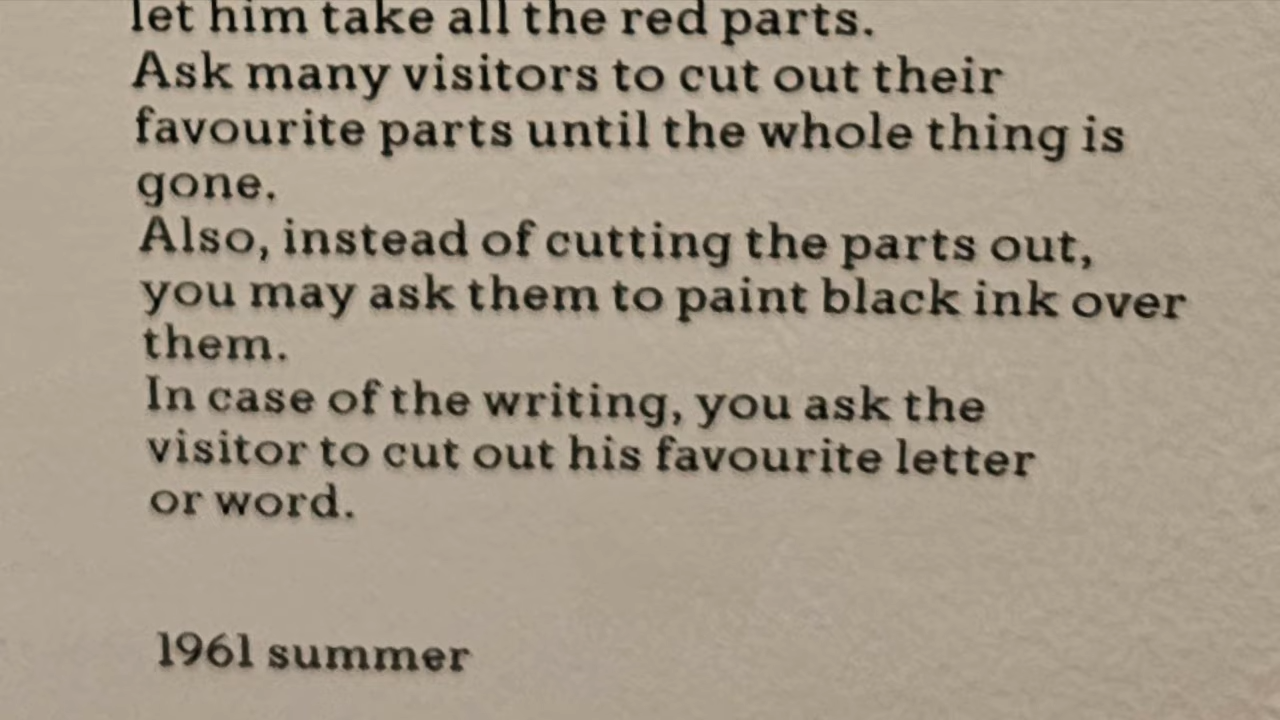 let him take all the red parts.
Ask many visitors to cut out their
favourite parts until the whole thing is
gone.
Also, instead of cutting the parts out,
you may ask them to paint black ink over
them.
In case of the writing, you ask the
visitor to cut out his favourite letter
or word.
1961 summer